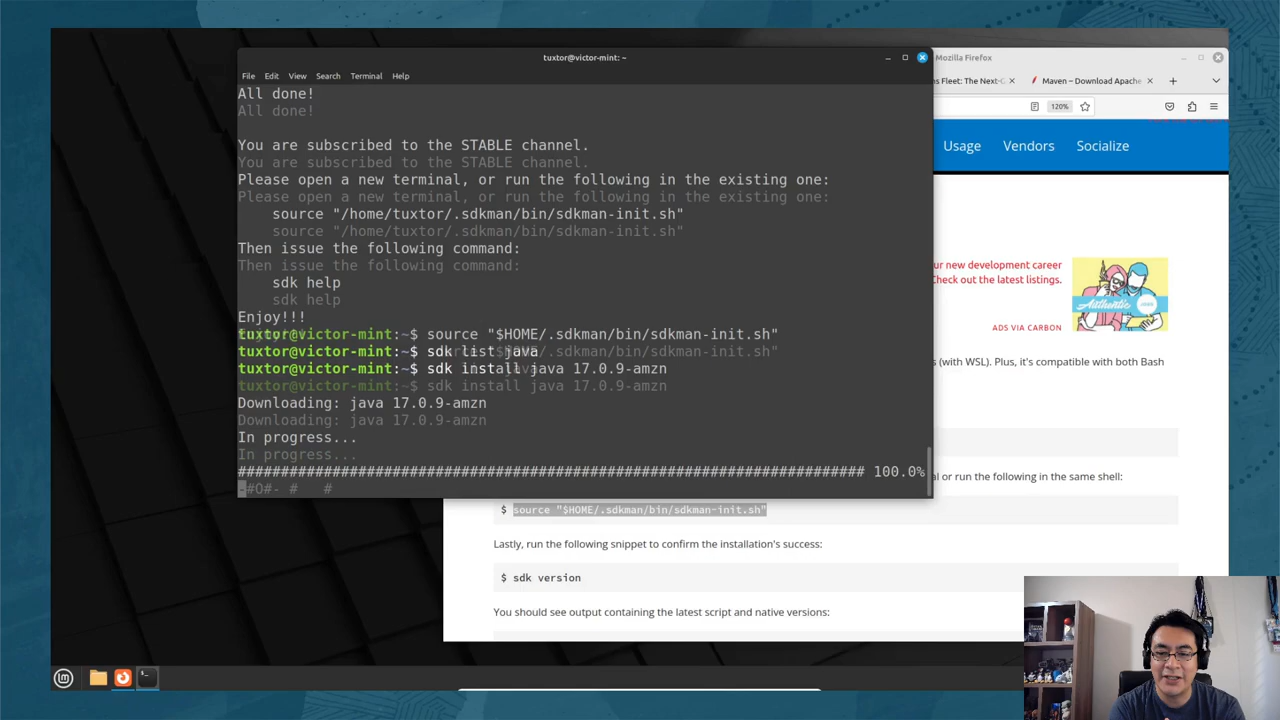 tuxtor@victor-mint: ~
File Edit View Search Terminal Help
All done!
All done!
You are subscribed to the STABLE channel.
You are subscribed to the STABLE channel.
Please open a new terminal, or run the following in the existing one:
Please open a new terminal, or run the following in the existing one:
source "/home/tuxtor/.sdkman/bin/sdkman-init.sh"
source "/home/tuxtor/.sdkman/bin/sdkman-init.sh"
Then issue the following command:
Then issue the following command:
sdk help
sdk help
Enjoy!!!
tuxtor@victor-mint:~$ source "$HOME/.sdkman/bin/sdkman-init.sh"
tuxtor@victor-mint:~$ sdk list java
tuxtor@victor-mint:~$ sdk install java 17.0.9-amzn
tuxtor@victor-mint:~$ sdk install java 17.0.9-amzn
Downloading: java 17.0.9-amzn
Downloading: java 17.0.9-amzn
In progress...
In progress...
######################################################################### 100.0%
-#O#- # #
Mozilla Firefox
ns Fleet: The Next-G
Maven – Download Apache
120%
Usage Vendors Socialize
ur new development career
Check out the latest listings.
Authentic
ADS VIA CARBON
s (with WSL). Plus, it's compatible with both Bash
al or run the following in the same shell:
$ source "$HOME/.sdkman/bin/sdkman-init.sh"
Lastly, run the following snippet to confirm the installation's success:
$ sdk version
You should see output containing the latest script and native versions: